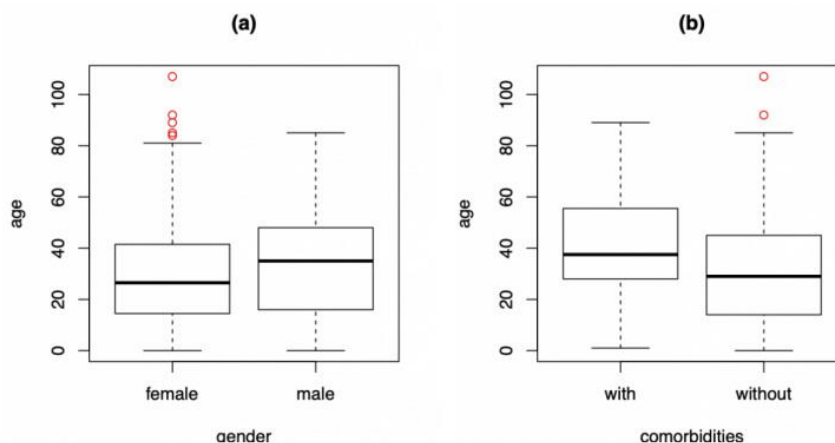 (a)
age
100
80
60
40
20
0
female
male
gender
(b)
age
100
80
60
40
20
0
with
without
comorbidities